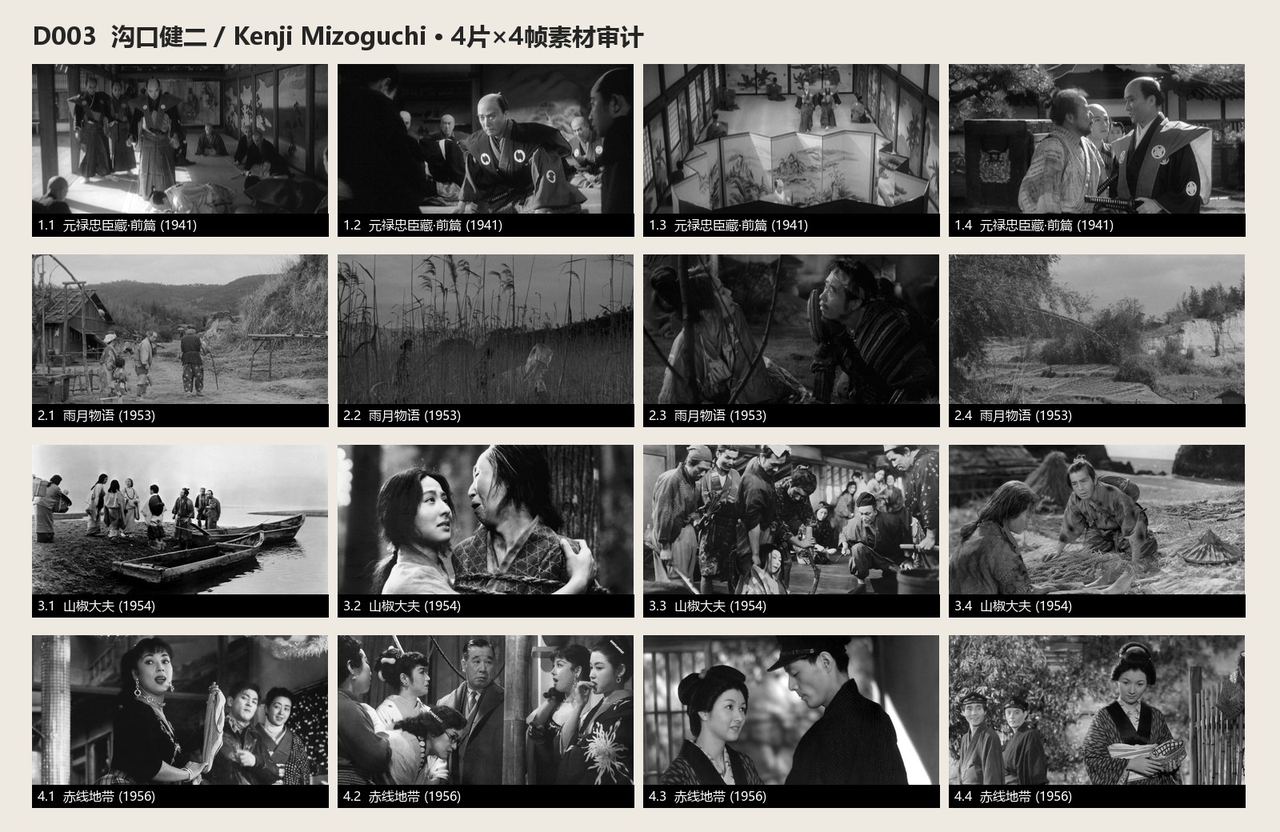 D003 沟口健二 / Kenji Mizoguchi • 4片×4帧素材审计
1.1 元禄忠臣藏·前篇 (1941)
1.2 元禄忠臣藏·前篇 (1941)
1.3 元禄忠臣藏·前篇 (1941)
1.4 元禄忠臣藏·前篇 (1941)
2.1 雨月物语 (1953)
2.2 雨月物语 (1953)
2.3 雨月物语 (1953)
2.4 雨月物语 (1953)
3.1 山椒大夫 (1954)
3.2 山椒大夫 (1954)
3.3 山椒大夫 (1954)
3.4 山椒大夫 (1954)
4.1 赤线地带 (1956)
4.2 赤线地带 (1956)
4.3 赤线地带 (1956)
4.4 赤线地带 (1956)